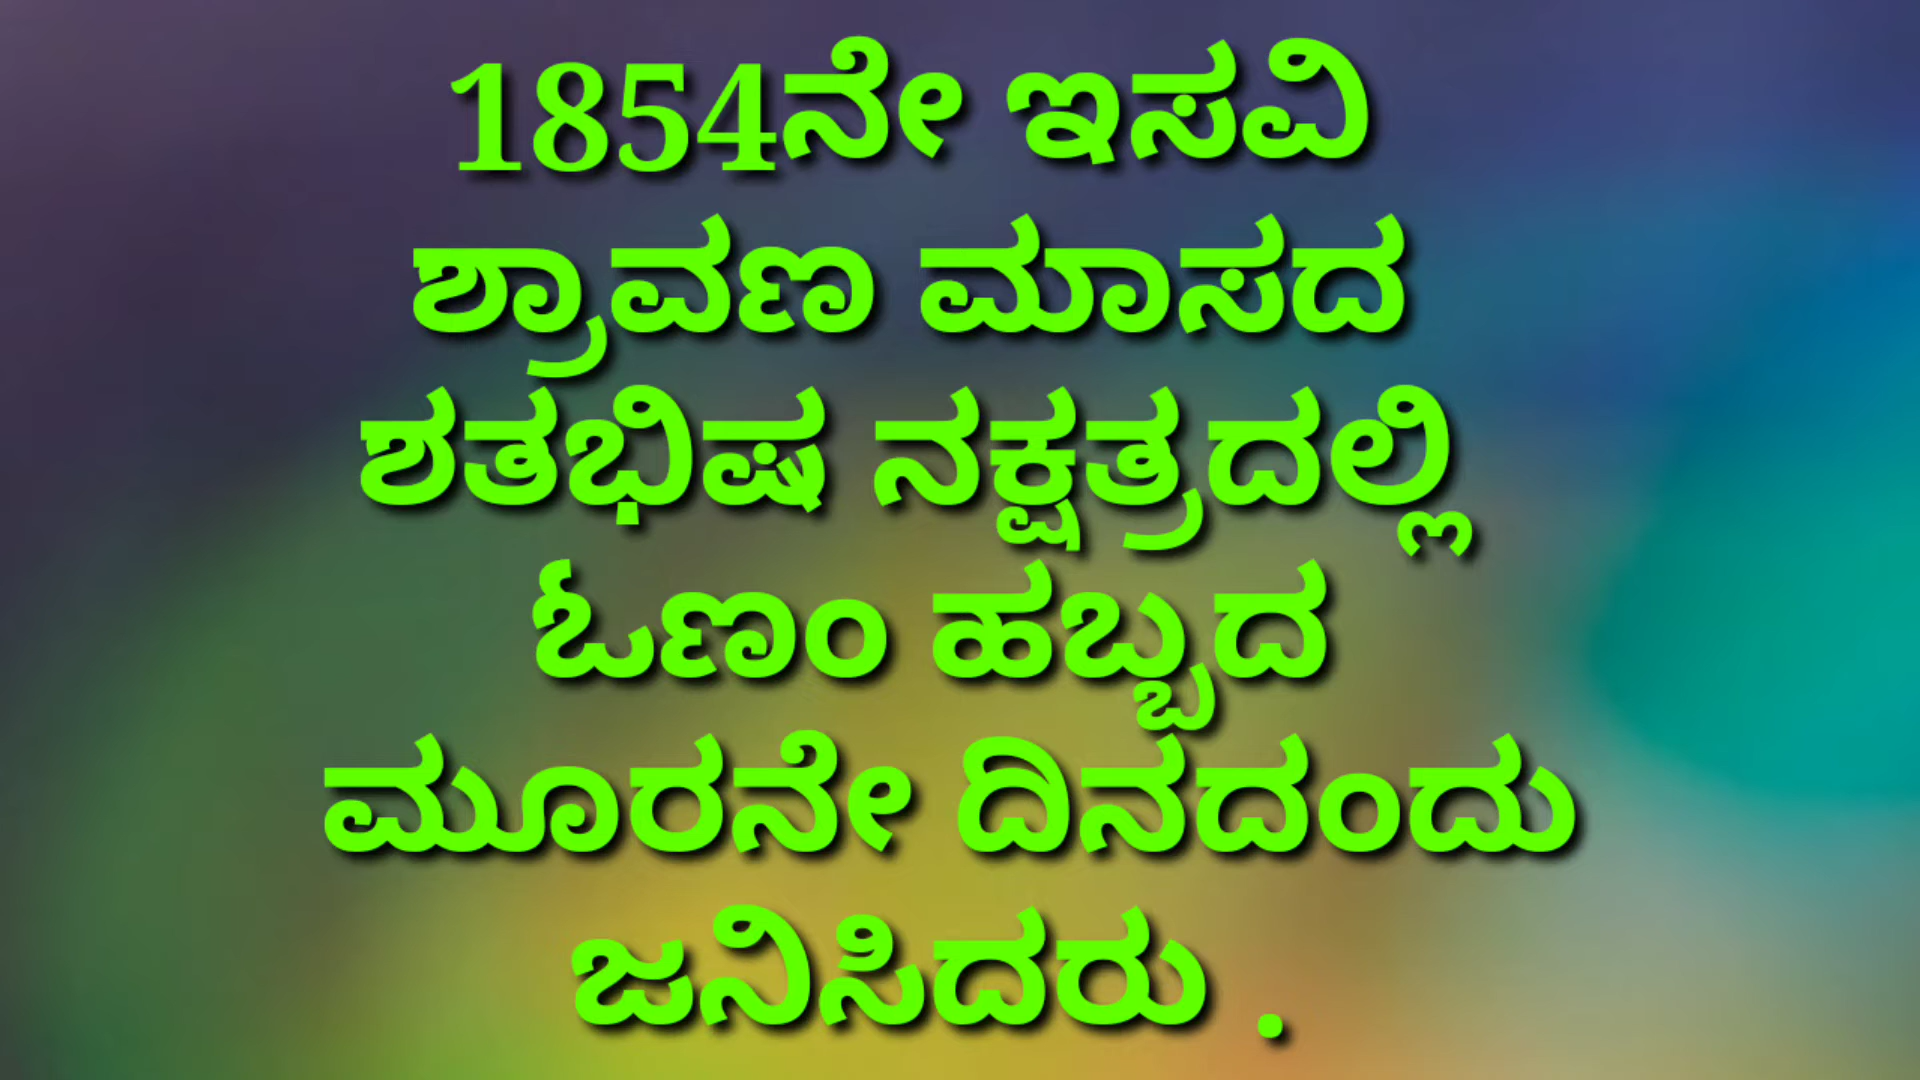 1854ನೇ ಇಸವಿ
ಶ್ರಾವಣ ಮಾಸದ
ಶತಭಿಷ ನಕ್ಷತ್ರದಲ್ಲಿ
ಓಣಂ ಹಬ್ಬದ
ಮೂರನೇ ದಿನದಂದು
ಜನಿಸಿದರು .